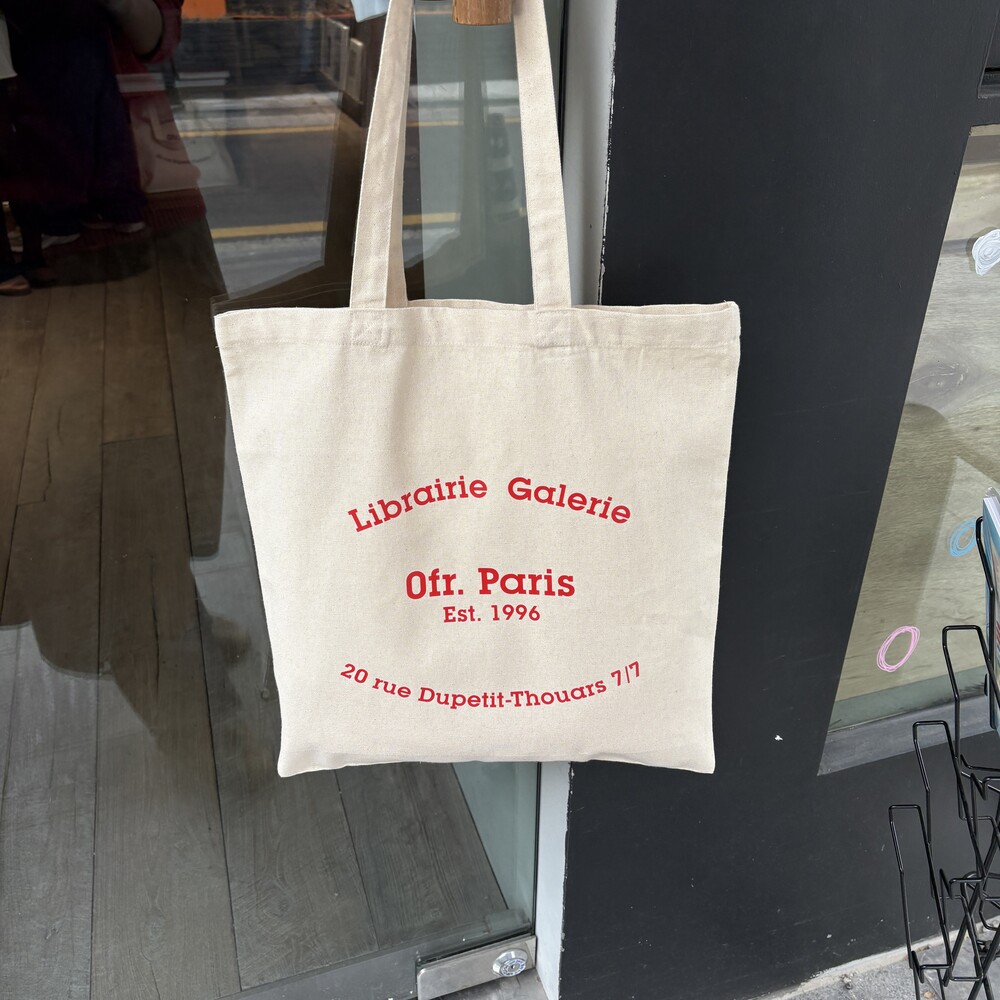 Librairie Galerie
Ofr. Paris
Est. 1996
20 rue Dupetit-Thouars 7/7